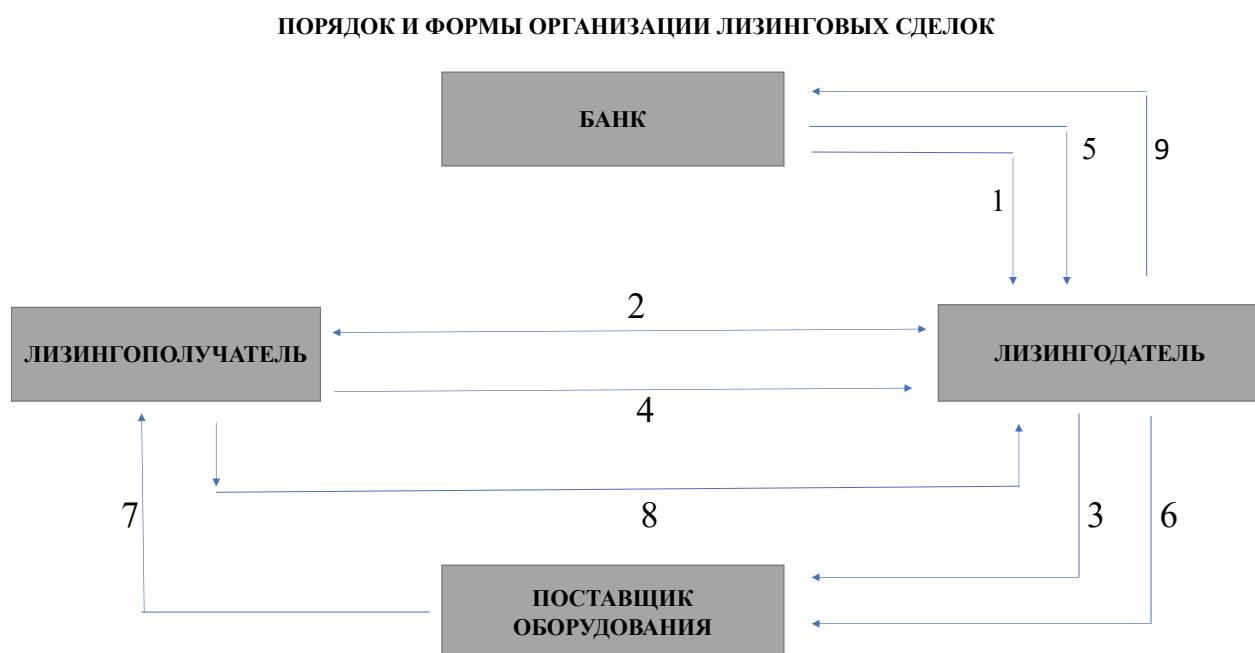 ПОРЯДОК И ФОРМЫ ОРГАНИЗАЦИИ ЛИЗИНГОВЫХ СДЕЛОК
БАНК
5
9
1
2
ЛИЗИНГОПОЛУЧАТЕЛЬ
ЛИЗИНГОДАТЕЛЬ
4
7
8
3
6
ПОСТАВЩИК
ОБОРУДОВАНИЯ